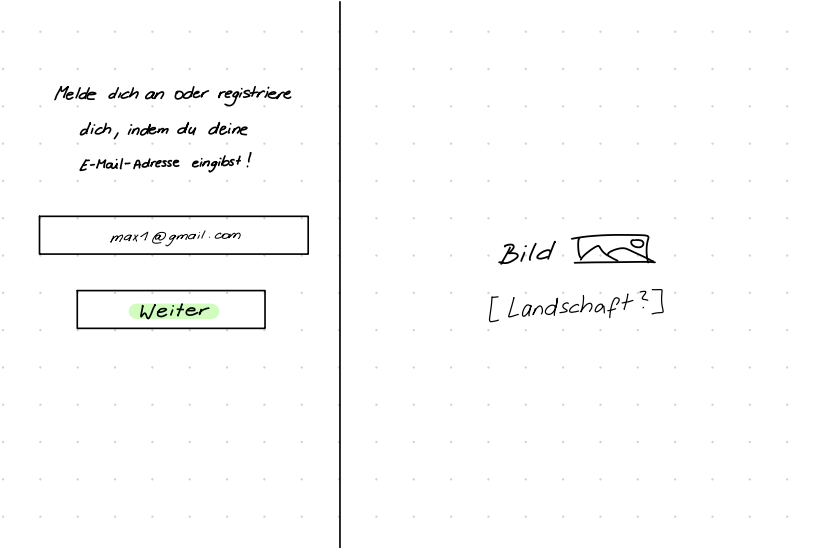 Melde dich an oder registriere
dich, indem du deine
E-Mail-Adresse eingibst!
max1@gmail.com
Weiter
Bild
[Landschaft?]